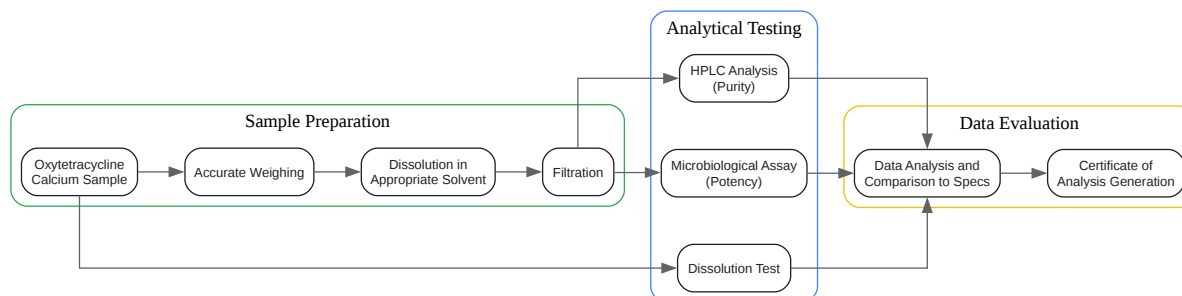 Analytical Testing
HPLC Analysis
(Purity)
Sample Preparation
Data Evaluation
Oxytetracycline
Calcium Sample
Accurate Weighing
Dissolution in
Appropriate Solvent
Filtration
Microbiological Assay
(Potency)
Data Analysis and
Comparison to Specs
Certificate of
Analysis Generation
Dissolution Test